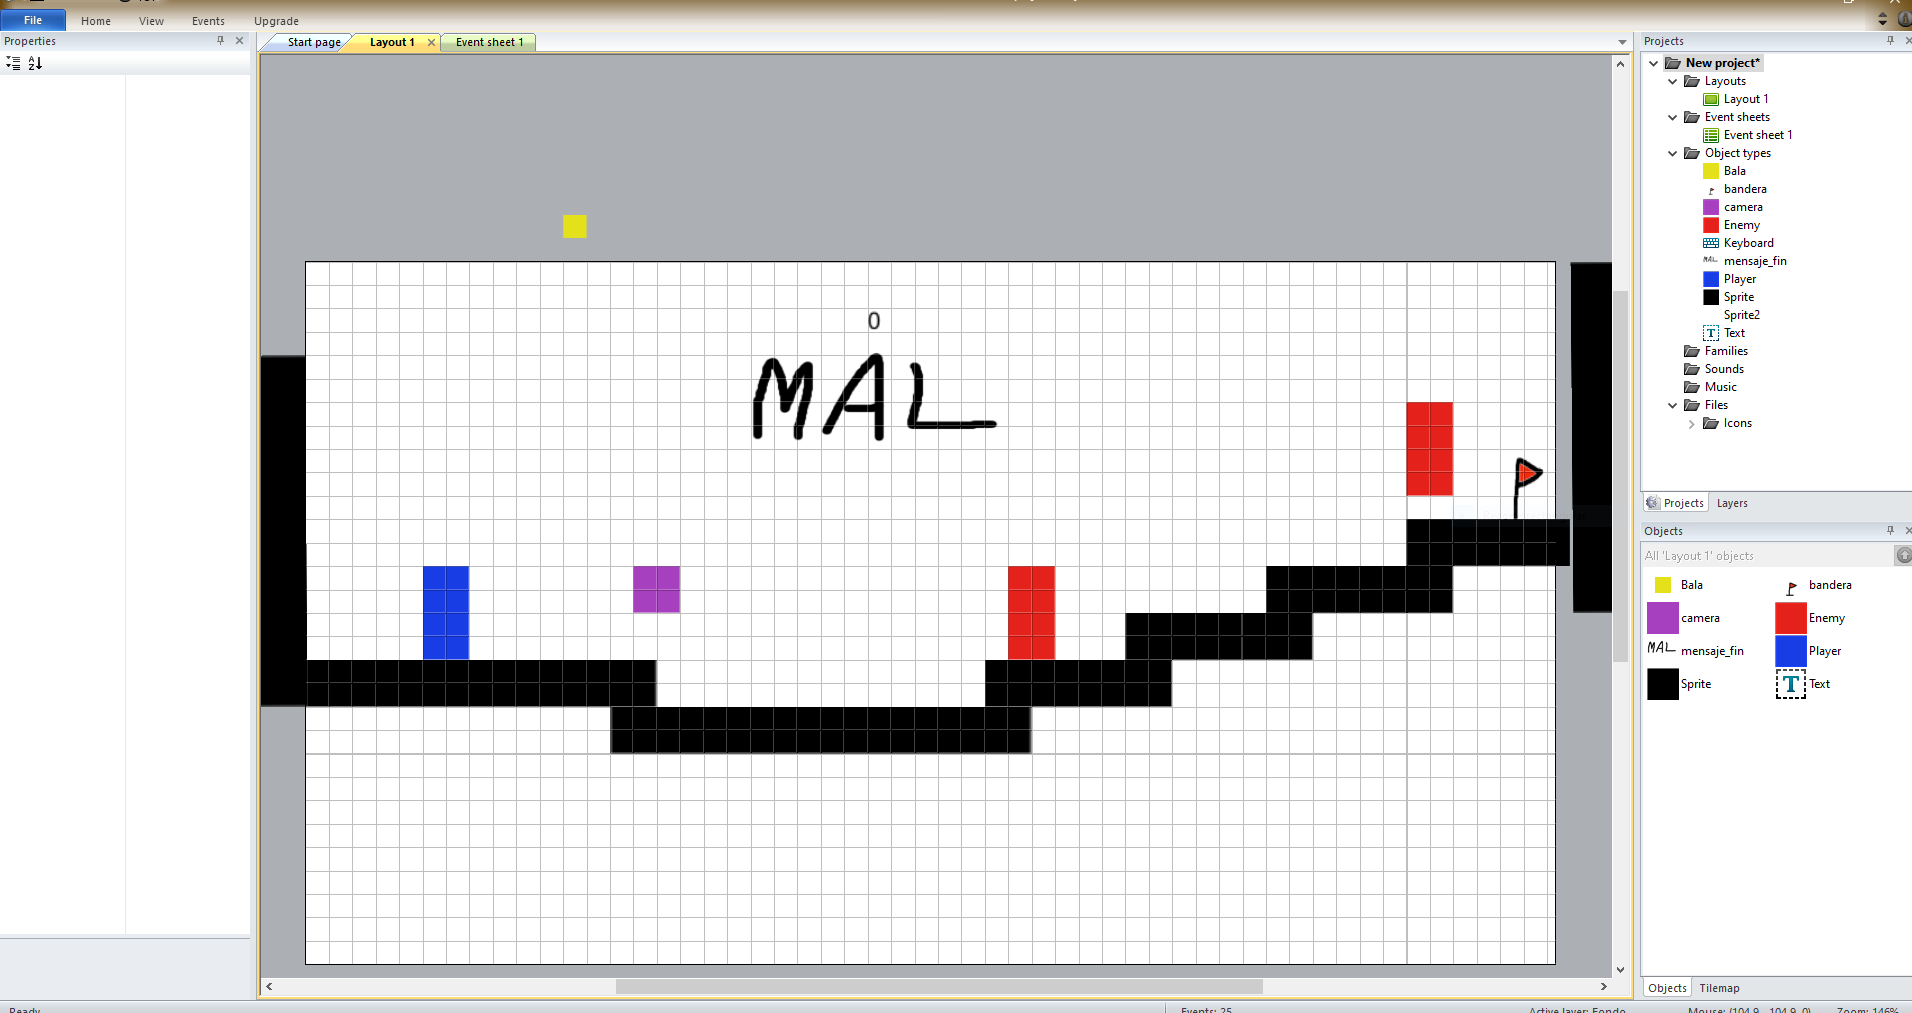 File Home View Events Upgrade
Properties
Start page Layout 1 Event sheet 1
0
MAL
Projects
New project*
Layouts
Layout 1
Event sheets
Event sheet 1
Object types
Bala
bandera
camera
Enemy
Keyboard
MAL mensaje_fin
Player
Sprite
Sprite2
T Text
Families
Sounds
Music
Files
Icons
Projects Layers
Objects
All 'Layout 1' objects
Bala bandera
camera Enemy
MAL mensaje_fin Player
Sprite T Text
Objects Tilemap
Ready Events: 25 Active layer: Fondo Mouse: (104.9, -104.9, 0) Zoom: 146%